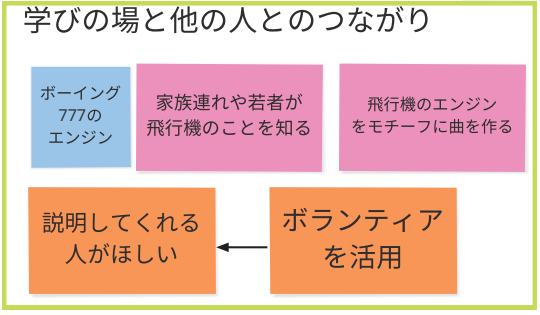 学びの場と他の人とのつながり
ボーイング
777の
エンジン
家族連れや若者が
飛行機のことを知る
飛行機のエンジン
をモチーフに曲を作る
説明してくれる
人がほしい
ボランティア
を活用